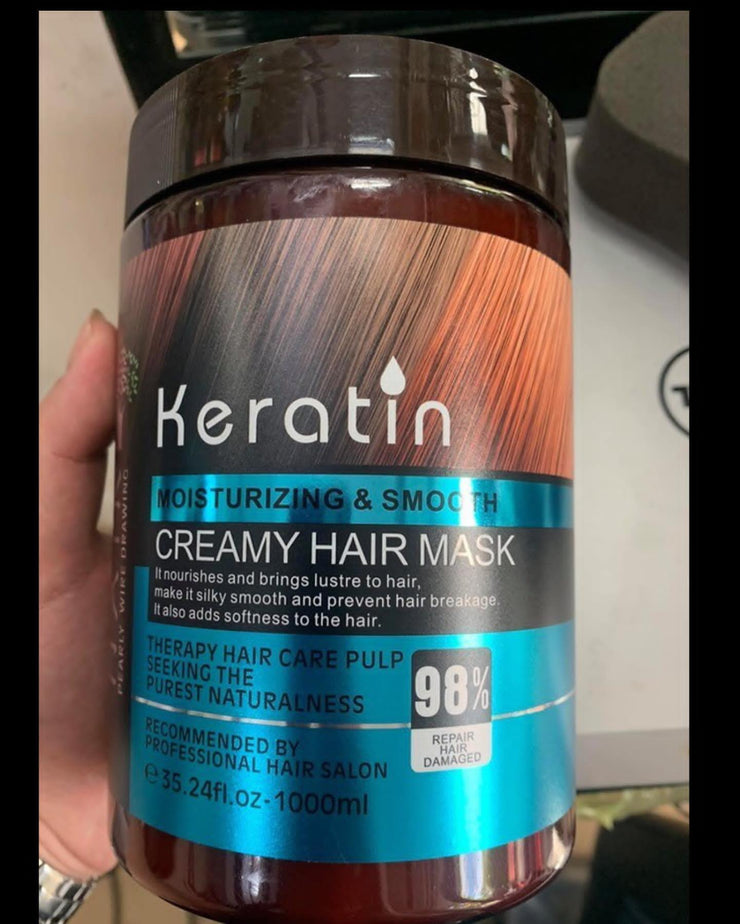 Keratin
MOISTURIZING & SMOOTH
CREAMY HAIR MASK
It nourishes and brings lustre to hair,
make it silky smooth and prevent hair breakage.
It also adds softness to the hair.
THERAPY HAIR CARE PULP
SEEKING THE
PUREST NATURALNESS
98%
REPAIR
HAIR
DAMAGED
RECOMMENDED BY
PROFESSIONAL HAIR SALON
℮35.24fl.oz-1000ml
PEARLY WIRE DRAWING